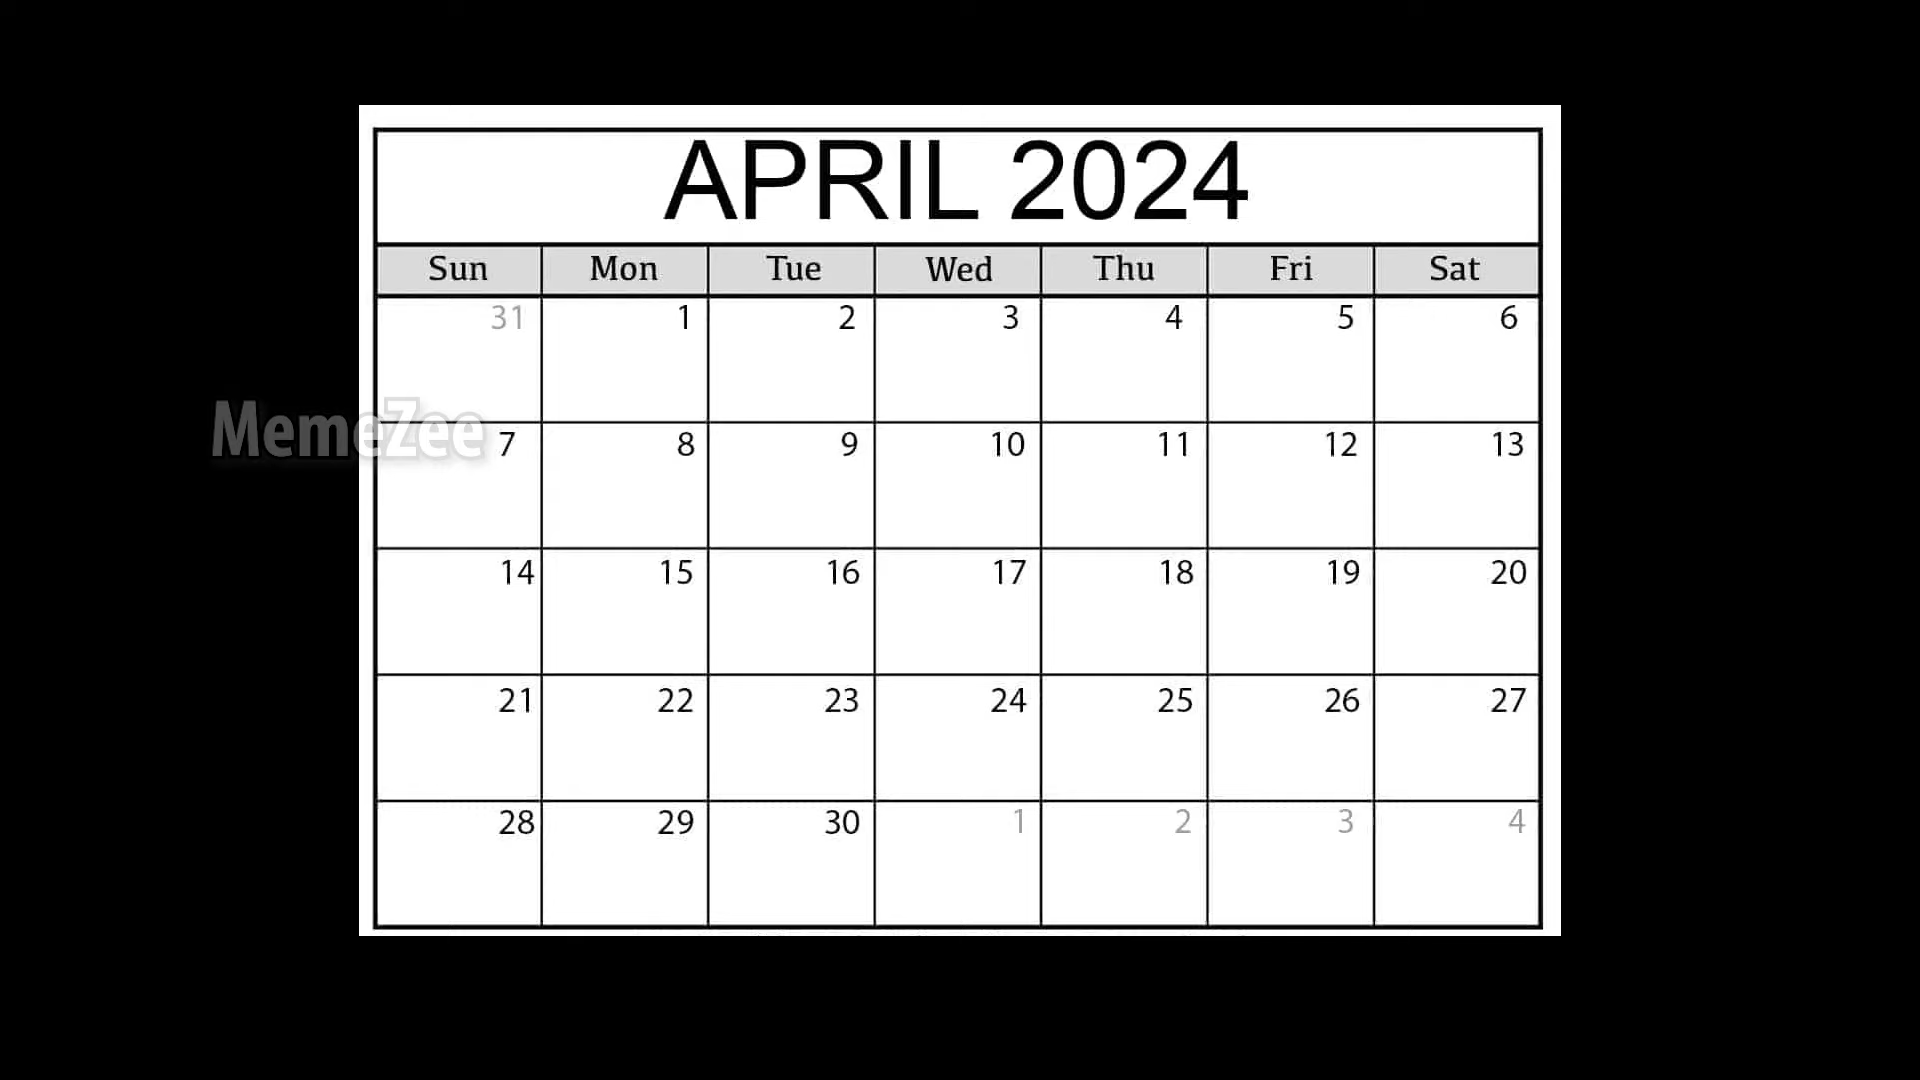 APRIL 2024
Sun Mon Tue Wed Thu Fri Sat
31 1 2 3 4 5 6
MemeZee
7 8 9 10 11 12 13
14 15 16 17 18 19 20
21 22 23 24 25 26 27
28 29 30 1 2 3 4